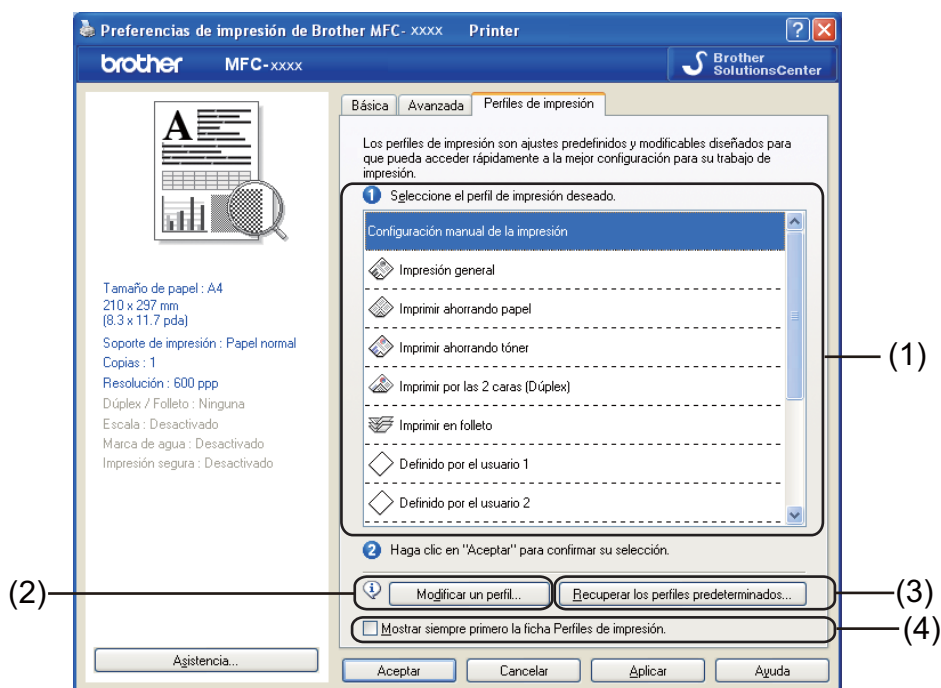 Preferencias de impresión de Brother MFC- xxxx Printer
brother MFC-xxxx
Brother
SolutionsCenter
A
Tamaño de papel : A4
210 x 297 mm
(8.3 x 11.7 pda)
Soporte de impresión : Papel normal
Copias : 1
Resolución : 600 ppp
Dúplex / Folleto : Ninguna
Escala : Desactivado
Marca de agua : Desactivado
Impresión segura : Desactivado
Asistencia...
Básica Avanzada Perfiles de impresión
Los perfiles de impresión son ajustes predefinidos y modificables diseñados para
que pueda acceder rápidamente a la mejor configuración para su trabajo de
impresión.
1 Seleccione el perfil de impresión deseado.
Configuración manual de la impresión
Impresión general
Imprimir ahorrando papel
Imprimir ahorrando tóner
Imprimir por las 2 caras (Dúplex)
Imprimir en folleto
Definido por el usuario 1
Definido por el usuario 2
(1)
2 Haga clic en "Aceptar" para confirmar su selección.
(2)
Modificar un perfil...
Recuperar los perfiles predeterminados...
(3)
Mostrar siempre primero la ficha Perfiles de impresión.
(4)
Aceptar Cancelar Aplicar Ayuda